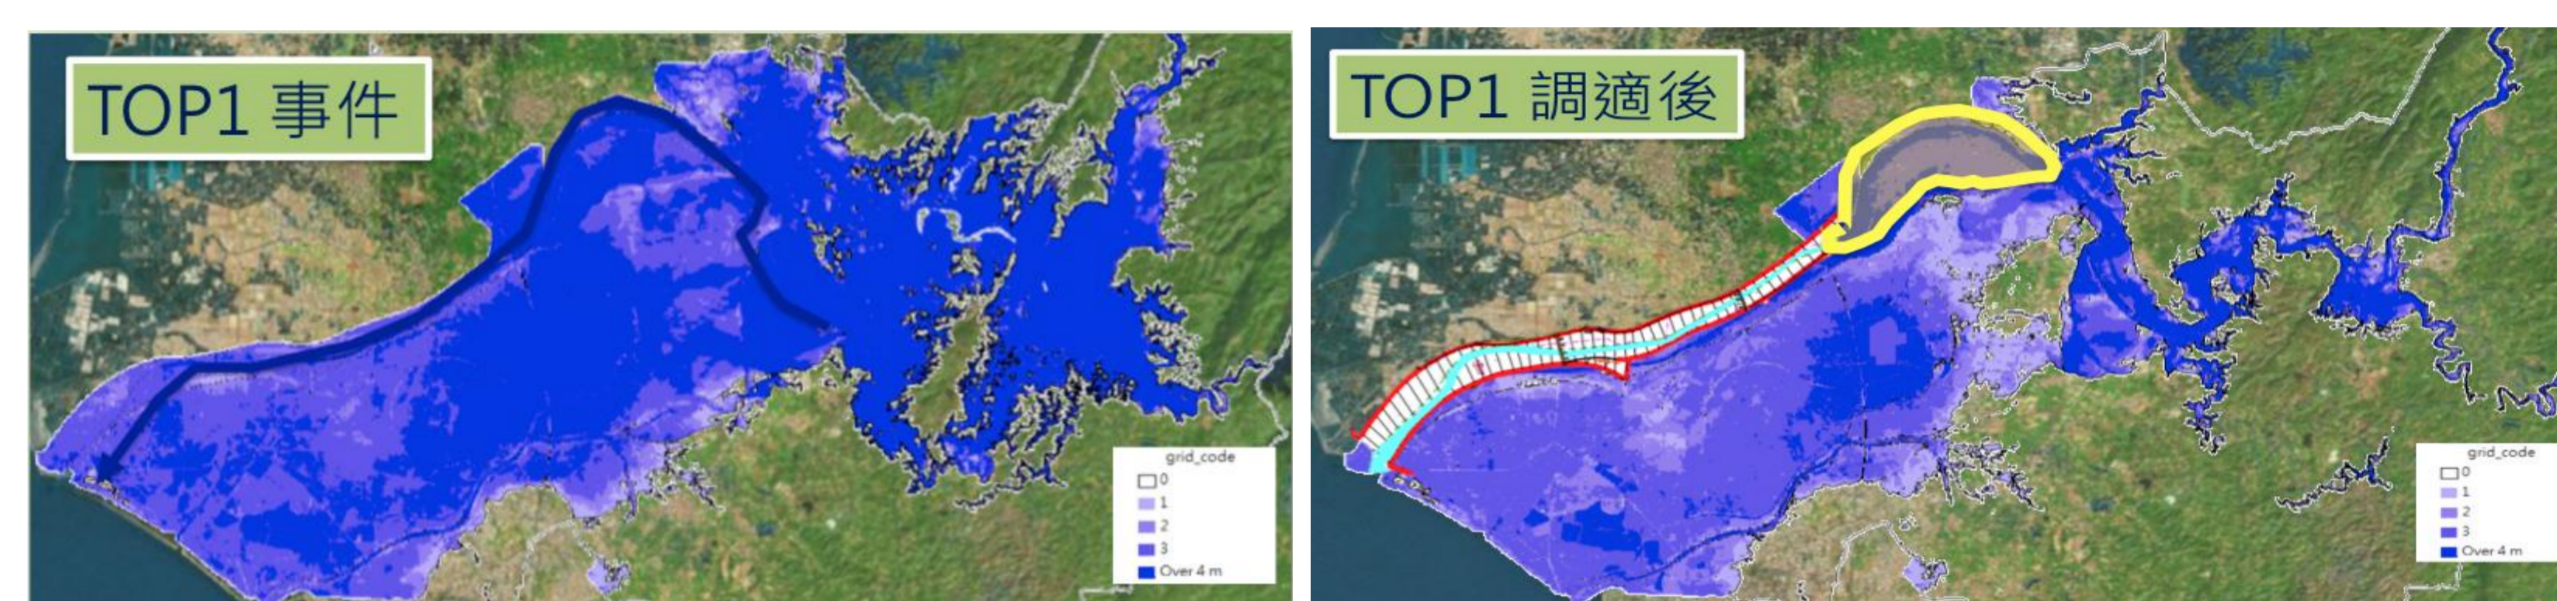 TOP1 事件
grid_code
0
1
2
3
Over 4 m
TOP1 調適後
grid_code
0
1
2
3
Over 4 m